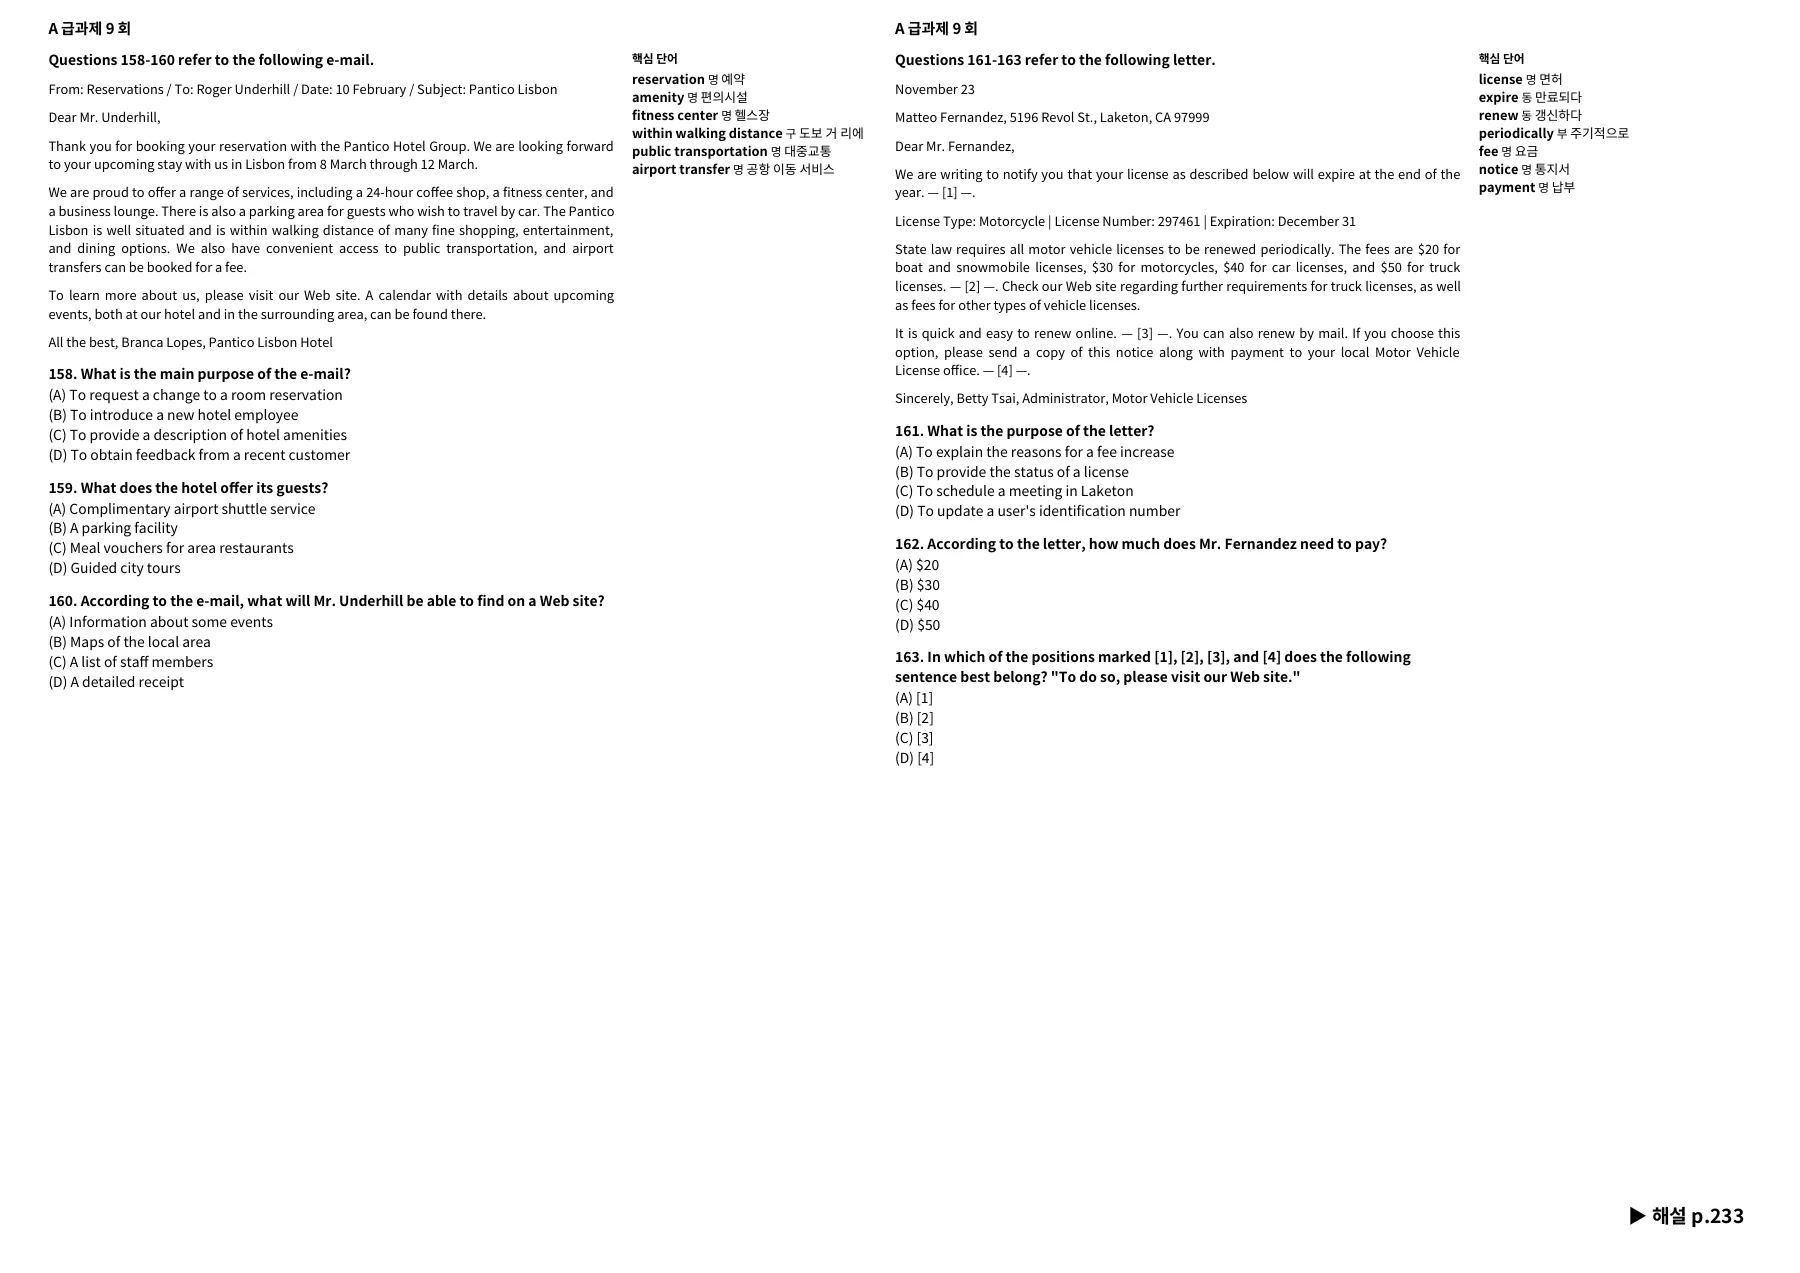 A 급과제 9 회
Questions 158-160 refer to the following e-mail.
From: Reservations / To: Roger Underhill / Date: 10 February / Subject: Pantico Lisbon
Dear Mr. Underhill,
Thank you for booking your reservation with the Pantico Hotel Group. We are looking forward
to your upcoming stay with us in Lisbon from 8 March through 12 March.
We are proud to offer a range of services, including a 24-hour coffee shop, a fitness center, and
a business lounge. There is also a parking area for guests who wish to travel by car. The Pantico
Lisbon is well situated and is within walking distance of many fine shopping, entertainment,
and dining options. We also have convenient access to public transportation, and airport
transfers can be booked for a fee.
To learn more about us, please visit our Web site. A calendar with details about upcoming
events, both at our hotel and in the surrounding area, can be found there.
All the best, Branca Lopes, Pantico Lisbon Hotel
158. What is the main purpose of the e-mail?
(A) To request a change to a room reservation
(B) To introduce a new hotel employee
(C) To provide a description of hotel amenities
(D) To obtain feedback from a recent customer
159. What does the hotel offer its guests?
(A) Complimentary airport shuttle service
(B) A parking facility
(C) Meal vouchers for area restaurants
(D) Guided city tours
160. According to the e-mail, what will Mr. Underhill be able to find on a Web site?
(A) Information about some events
(B) Maps of the local area
(C) A list of staff members
(D) A detailed receipt
핵심 단어
reservation 명 예약
amenity 명 편의시설
fitness center 명 헬스장
within walking distance 구 도보 거 리에
public transportation 명 대중교통
airport transfer 명 공항 이동 서비스
A 급과제 9 회
Questions 161-163 refer to the following letter.
November 23
Matteo Fernandez, 5196 Revol St., Laketon, CA 97999
Dear Mr. Fernandez,
We are writing to notify you that your license as described below will expire at the end of the
year. — [1] —.
License Type: Motorcycle | License Number: 297461 | Expiration: December 31
State law requires all motor vehicle licenses to be renewed periodically. The fees are $20 for
boat and snowmobile licenses, $30 for motorcycles, $40 for car licenses, and $50 for truck
licenses. — [2] —. Check our Web site regarding further requirements for truck licenses, as well
as fees for other types of vehicle licenses.
It is quick and easy to renew online. — [3] —. You can also renew by mail. If you choose this
option, please send a copy of this notice along with payment to your local Motor Vehicle
License office. — [4] —.
Sincerely, Betty Tsai, Administrator, Motor Vehicle Licenses
161. What is the purpose of the letter?
(A) To explain the reasons for a fee increase
(B) To provide the status of a license
(C) To schedule a meeting in Laketon
(D) To update a user's identification number
162. According to the letter, how much does Mr. Fernandez need to pay?
(A) $20
(B) $30
(C) $40
(D) $50
163. In which of the positions marked [1], [2], [3], and [4] does the following
sentence best belong? "To do so, please visit our Web site."
(A) [1]
(B) [2]
(C) [3]
(D) [4]
핵심 단어
license 명 면허
expire 동 만료되다
renew 동 갱신하다
periodically 부 주기적으로
fee 명 요금
notice 명 통지서
payment 명 납부
▶ 해설 p.233